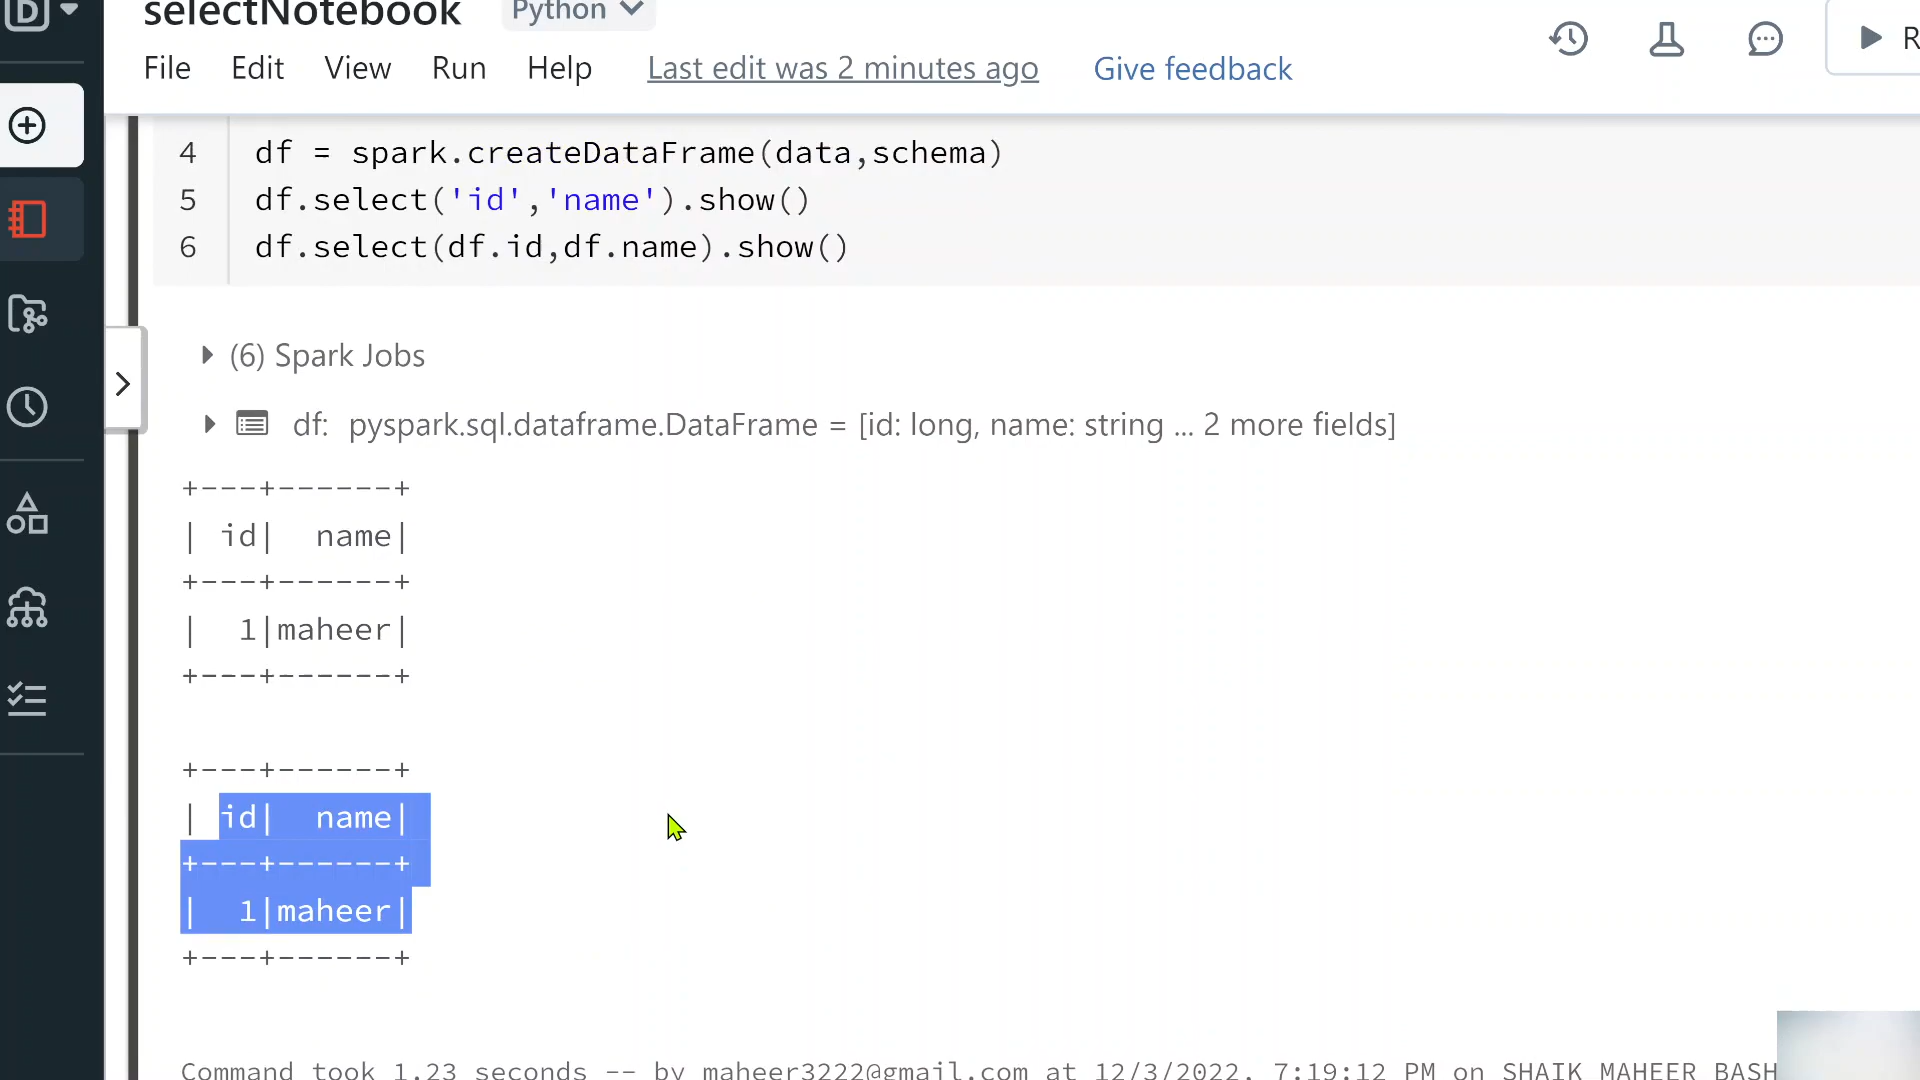 selectNotebook Python
File Edit View Run Help Last edit was 2 minutes ago Give feedback
4 df = spark.createDataFrame(data,schema)
5 df.select('id','name').show()
6 df.select(df.id,df.name).show()
(6) Spark Jobs
df: pyspark.sql.dataframe.DataFrame = [id: long, name: string ... 2 more fields]
+---+------+
| id|  name|
+---+------+
|  1|maheer|
+---+------+
+---+------+
| id|  name|
+---+------+
|  1|maheer|
+---+------+
Command took 1.23 seconds -- by maheer3222@gmail.com at 12/3/2022, 7:19:12 PM on SHAIK MAHEER BASH